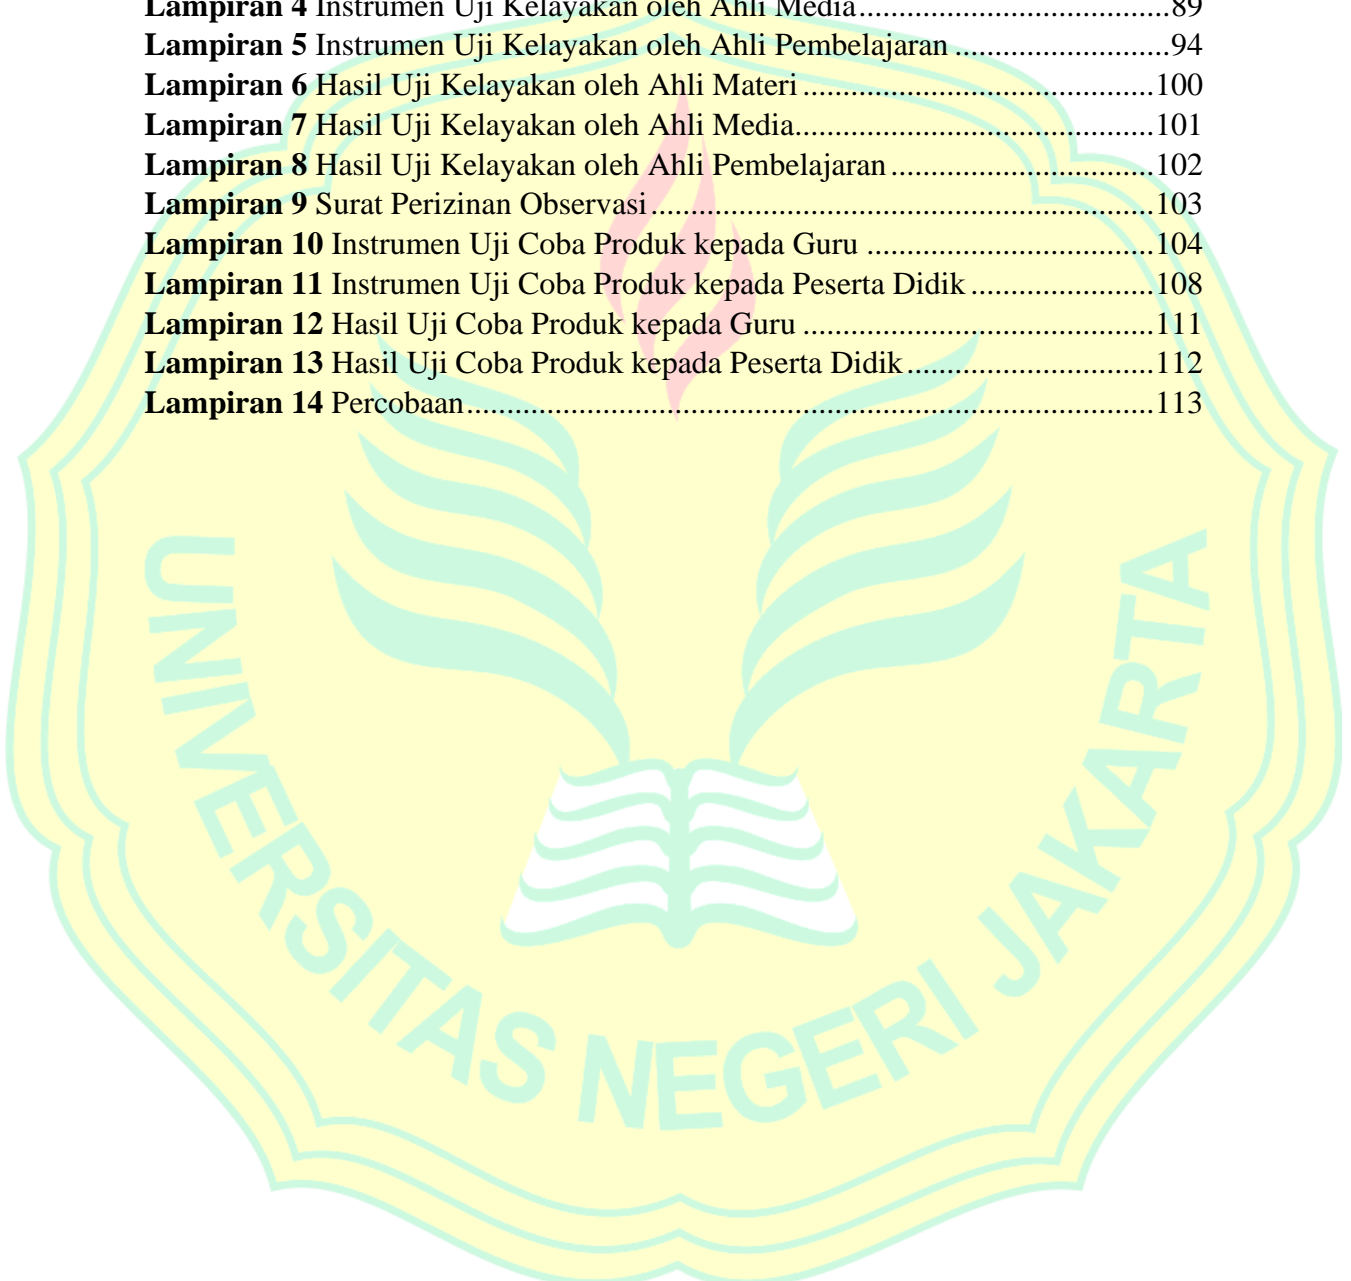 Lampiran 4 Instrumen Uji Kelayakan oleh Ahli Media.......................................89
Lampiran 5 Instrumen Uji Kelayakan oleh Ahli Pembelajaran ...........................94
Lampiran 6 Hasil Uji Kelayakan oleh Ahli Materi............................................100
Lampiran 7 Hasil Uji Kelayakan oleh Ahli Media.............................................101
Lampiran 8 Hasil Uji Kelayakan oleh Ahli Pembelajaran.................................102
Lampiran 9 Surat Perizinan Observasi...............................................................103
Lampiran 10 Instrumen Uji Coba Produk kepada Guru ....................................104
Lampiran 11 Instrumen Uji Coba Produk kepada Peserta Didik.......................108
Lampiran 12 Hasil Uji Coba Produk kepada Guru ............................................111
Lampiran 13 Hasil Uji Coba Produk kepada Peserta Didik...............................112
Lampiran 14 Percobaan......................................................................................113
UNIVERSITAS NEGERI JAKARTA